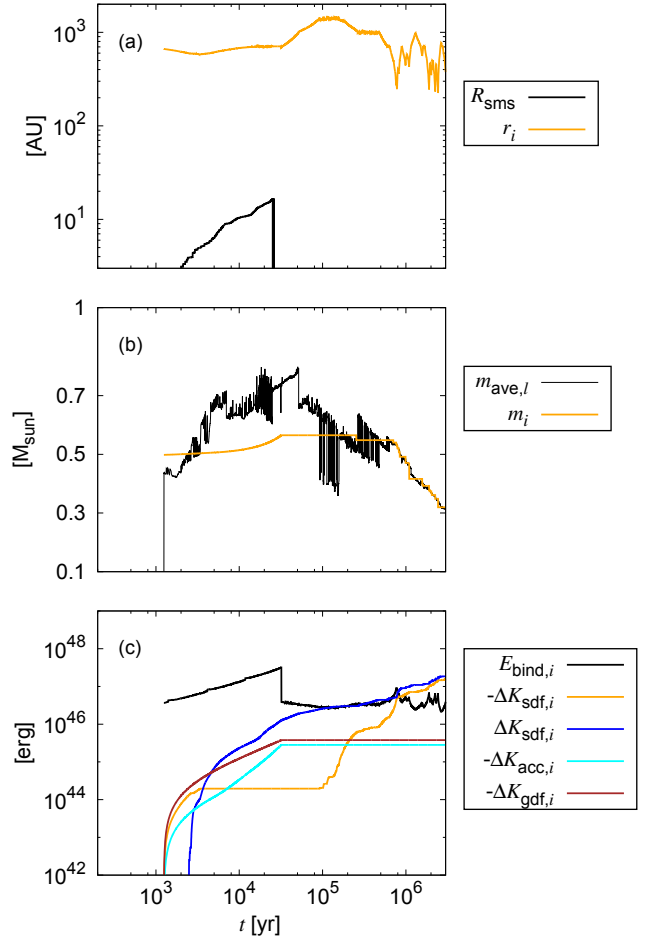 (a)
10³
10²
10¹
[AU]
R_sms
r_i
(b)
1
0.7
0.5
0.3
0.1
[M_sun]
m_ave,l
m_i
(c)
10⁴⁸
10⁴⁶
10⁴⁴
10⁴²
[erg]
E_bind,i
-ΔK_sdf,i
ΔK_sdf,i
-ΔK_acc,i
-ΔK_gdf,i
10³ 10⁴ 10⁵ 10⁶
t [yr]